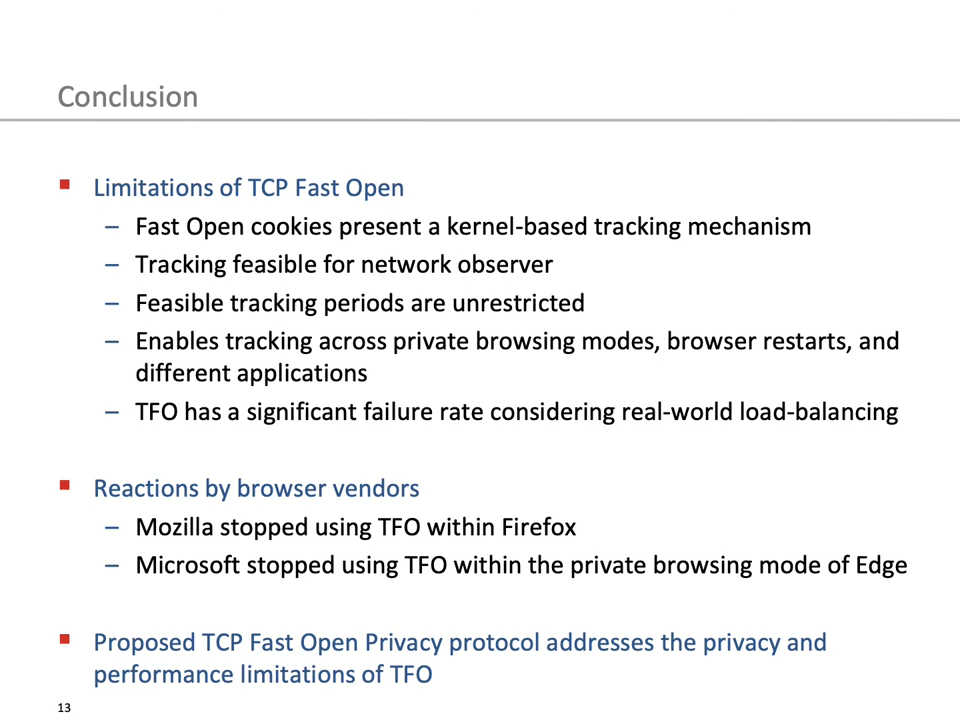 Conclusion
Limitations of TCP Fast Open
– Fast Open cookies present a kernel-based tracking mechanism
– Tracking feasible for network observer
– Feasible tracking periods are unrestricted
– Enables tracking across private browsing modes, browser restarts, and
different applications
– TFO has a significant failure rate considering real-world load-balancing
Reactions by browser vendors
– Mozilla stopped using TFO within Firefox
– Microsoft stopped using TFO within the private browsing mode of Edge
Proposed TCP Fast Open Privacy protocol addresses the privacy and
performance limitations of TFO
13